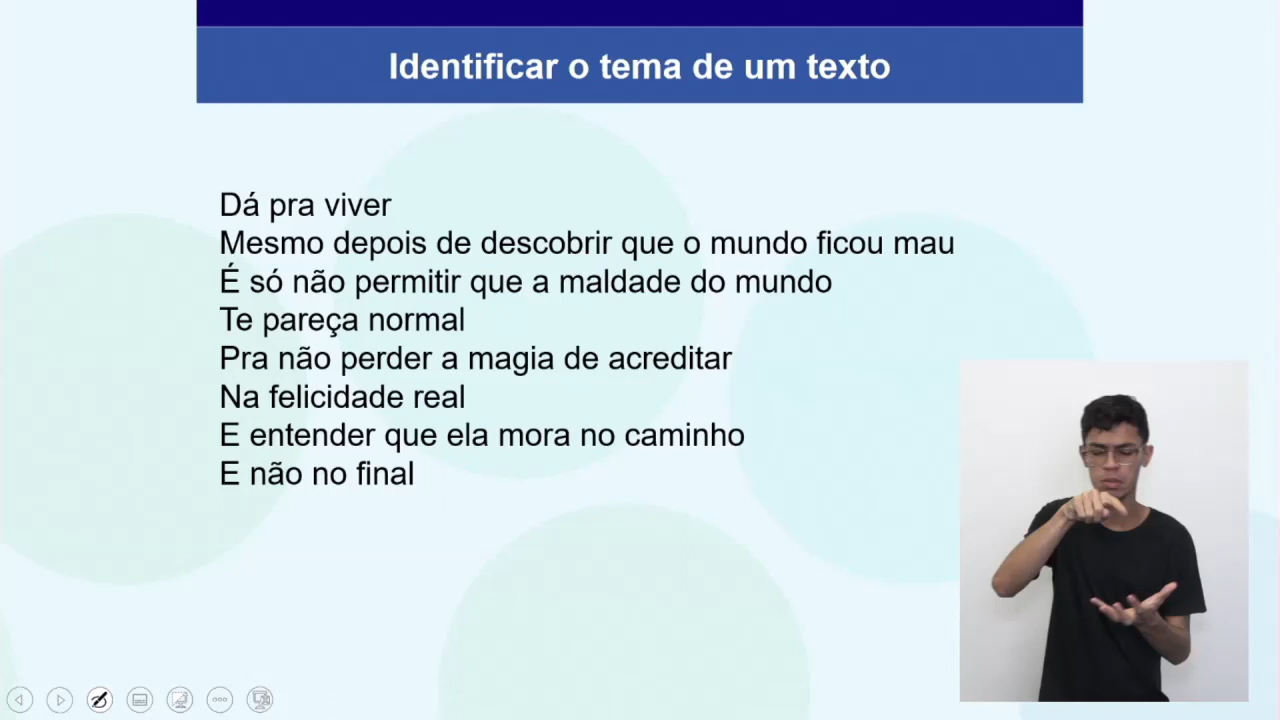 Identificar o tema de um texto
Dá pra viver
Mesmo depois de descobrir que o mundo ficou mau
É só não permitir que a maldade do mundo
Te pareça normal
Pra não perder a magia de acreditar
Na felicidade real
E entender que ela mora no caminho
E não no final